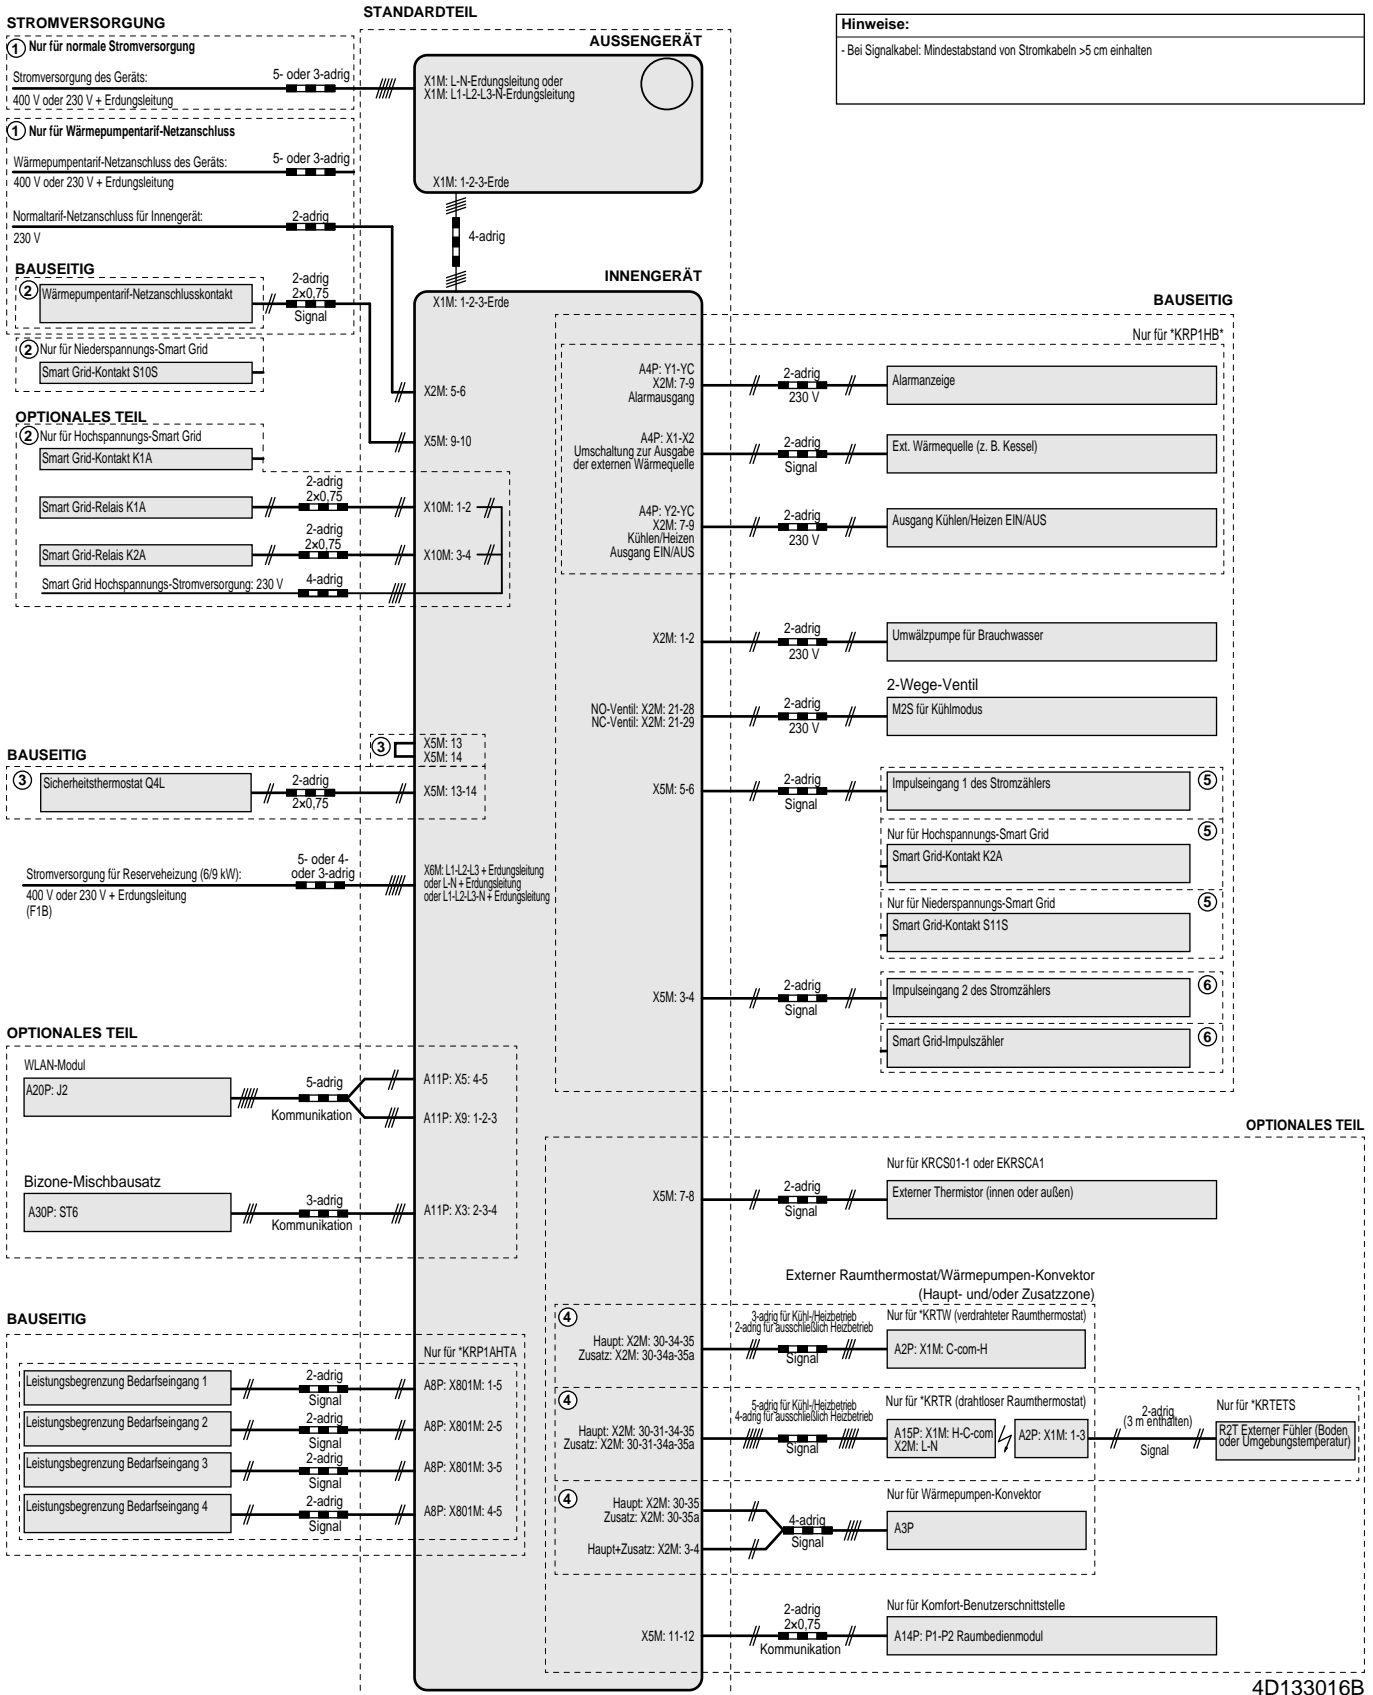 STROMVERSORGUNG
① Nur für normale Stromversorgung
Stromversorgung des Geräts:
5- oder 3-adrig
400 V oder 230 V + Erdungsleitung
① Nur für Wärmepumpentarif-Netzanschluss
Wärmepumpentarif-Netzanschluss des Geräts:
5- oder 3-adrig
400 V oder 230 V + Erdungsleitung
Normaltarif-Netzanschluss für Innengerät:
2-adrig
230 V
BAUSEITIG
② Wärmepumpentarif-Netzanschlusskontakt
2-adrig
2×0,75
Signal
② Nur für Niederspannungs-Smart Grid
Smart Grid-Kontakt S10S
OPTIONALES TEIL
② Nur für Hochspannungs-Smart Grid
Smart Grid-Kontakt K1A
Smart Grid-Relais K1A
2-adrig
2×0,75
Smart Grid-Relais K2A
2-adrig
2×0,75
Smart Grid Hochspannungs-Stromversorgung: 230 V
4-adrig
BAUSEITIG
③ Sicherheitsthermostat Q4L
2-adrig
2×0,75
Stromversorgung für Reserveheizung (6/9 kW):
5- oder 4-
oder 3-adrig
400 V oder 230 V + Erdungsleitung
(F1B)
OPTIONALES TEIL
WLAN-Modul
A20P: J2
5-adrig
Kommunikation
Bizone-Mischbausatz
A30P: ST6
3-adrig
Kommunikation
BAUSEITIG
Leistungsbegrenzung Bedarfseingang 1
2-adrig
Signal
Leistungsbegrenzung Bedarfseingang 2
2-adrig
Signal
Leistungsbegrenzung Bedarfseingang 3
2-adrig
Signal
Leistungsbegrenzung Bedarfseingang 4
2-adrig
Signal
STANDARDTEIL
AUSSENGERÄT
X1M: L-N-Erdungsleitung oder
X1M: L1-L2-L3-N-Erdungsleitung
X1M: 1-2-3-Erde
4-adrig
INNENGERÄT
X1M: 1-2-3-Erde
X2M: 5-6
X5M: 9-10
X10M: 1-2
X10M: 3-4
③
X5M: 13
X5M: 14
X5M: 13-14
X6M: L1-L2-L3 + Erdungsleitung
oder L-N + Erdungsleitung
oder L1-L2-L3-N + Erdungsleitung
A11P: X5: 4-5
A11P: X9: 1-2-3
A11P: X3: 2-3-4
Nur für *KRP1AHTA
A8P: X801M: 1-5
A8P: X801M: 2-5
A8P: X801M: 3-5
A8P: X801M: 4-5
Hinweise:
- Bei Signalkabel: Mindestabstand von Stromkabeln >5 cm einhalten
BAUSEITIG
Nur für *KRP1HB*
A4P: Y1-YC
X2M: 7-9
Alarmausgang
2-adrig
230 V
Alarmanzeige
A4P: X1-X2
Umschaltung zur Ausgabe
der externen Wärmequelle
2-adrig
Signal
Ext. Wärmequelle (z. B. Kessel)
A4P: Y2-YC
X2M: 7-9
Kühlen/Heizen
Ausgang EIN/AUS
2-adrig
230 V
Ausgang Kühlen/Heizen EIN/AUS
X2M: 1-2
2-adrig
230 V
Umwälzpumpe für Brauchwasser
2-Wege-Ventil
NO-Ventil: X2M: 21-28
NC-Ventil: X2M: 21-29
2-adrig
230 V
M2S für Kühlmodus
X5M: 5-6
2-adrig
Signal
Impulseingang 1 des Stromzählers
⑤
Nur für Hochspannungs-Smart Grid
⑤
Smart Grid-Kontakt K2A
Nur für Niederspannungs-Smart Grid
⑤
Smart Grid-Kontakt S11S
X5M: 3-4
2-adrig
Signal
Impulseingang 2 des Stromzählers
⑥
Smart Grid-Impulszähler
⑥
OPTIONALES TEIL
Nur für KRCS01-1 oder EKRSCA1
X5M: 7-8
2-adrig
Signal
Externer Thermistor (innen oder außen)
Externer Raumthermostat/Wärmepumpen-Konvektor
(Haupt- und/oder Zusatzzone)
④
Haupt: X2M: 30-34-35
Zusatz: X2M: 30-34a-35a
3-adrig für Kühl-/Heizbetrieb
2-adrig für ausschließlich Heizbetrieb
Signal
Nur für *KRTW (verdrahteter Raumthermostat)
A2P: X1M: C-com-H
④
Haupt: X2M: 30-31-34-35
Zusatz: X2M: 30-31-34a-35a
5-adrig für Kühl-/Heizbetrieb
4-adrig für ausschließlich Heizbetrieb
Signal
Nur für *KRTR (drahtloser Raumthermostat)
A15P: X1M: H-C-com
X2M: L-N
A2P: X1M: 1-3
2-adrig
(3 m enthalten)
Signal
Nur für *KRTETS
R2T Externer Fühler (Boden
oder Umgebungstemperatur)
④
Haupt: X2M: 30-35
Zusatz: X2M: 30-35a
Haupt+Zusatz: X2M: 3-4
4-adrig
Signal
Nur für Wärmepumpen-Konvektor
A3P
X5M: 11-12
2-adrig
2×0,75
Kommunikation
Nur für Komfort-Benutzerschnittstelle
A14P: P1-P2 Raumbedienmodul
4D133016B